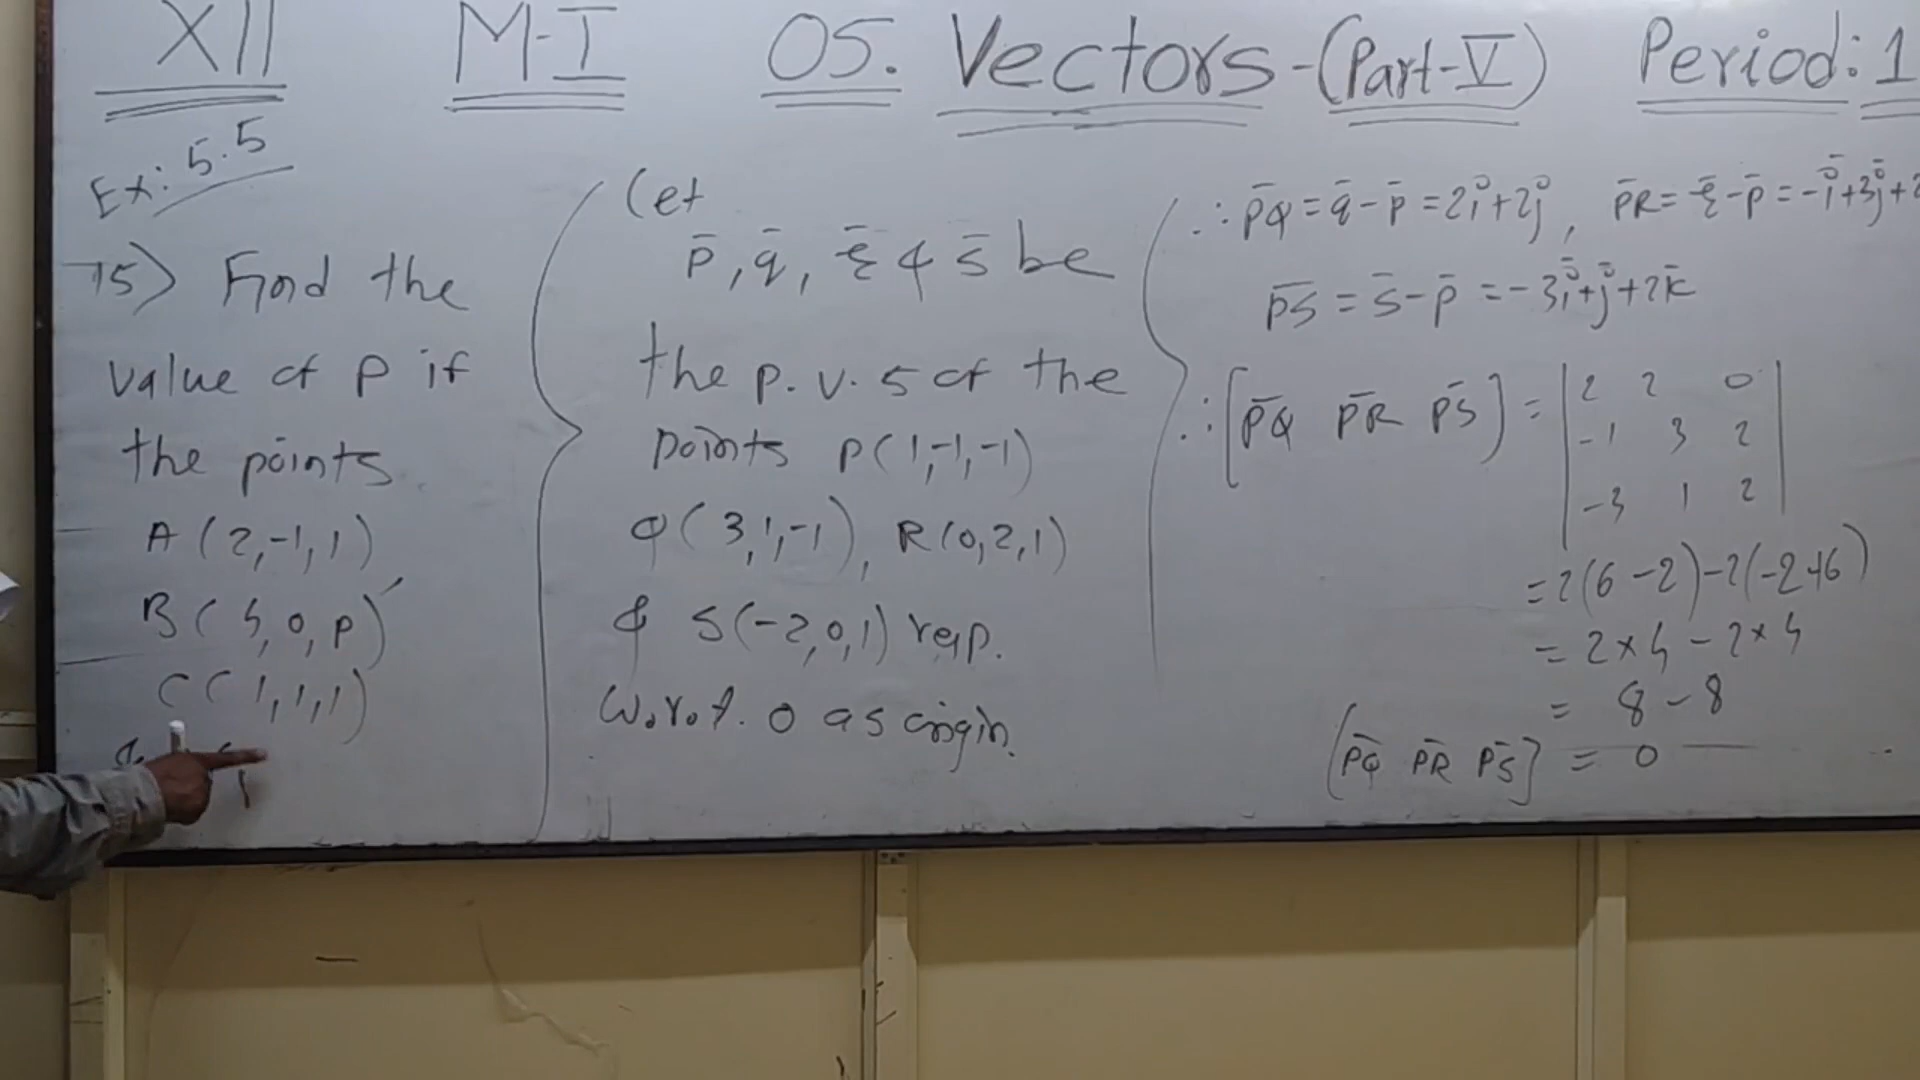 XII M-I 05. Vectors-(Part-V) Period: 1
Ex: 5.5
15) Find the
value of P if
the points
A (2,-1,1)
B (4,0,p)
C (1,1,1)
&
Let
p̄, q̄, r̄ & s̄ be
the p.v.s of the
points P(1,-1,-1)
Q(3,1,-1), R(0,2,1)
& S(-2,0,1) resp.
w.r.t. O as origin.
∴ P̄Q = q̄ - p̄ = 2ī+2j̄, P̄R = r̄ - p̄ = -ī+3j̄+2
P̄S̄ = s̄ - p̄ = -3ī+j̄+2k̄
∴ [P̄Q P̄R P̄S] = | 2 2 0 |
| -1 3 2 |
| -3 1 2 |
= 2(6-2)-2(-2+6)
= 2×4 - 2×4
= 8-8
[P̄Q P̄R P̄S] = 0